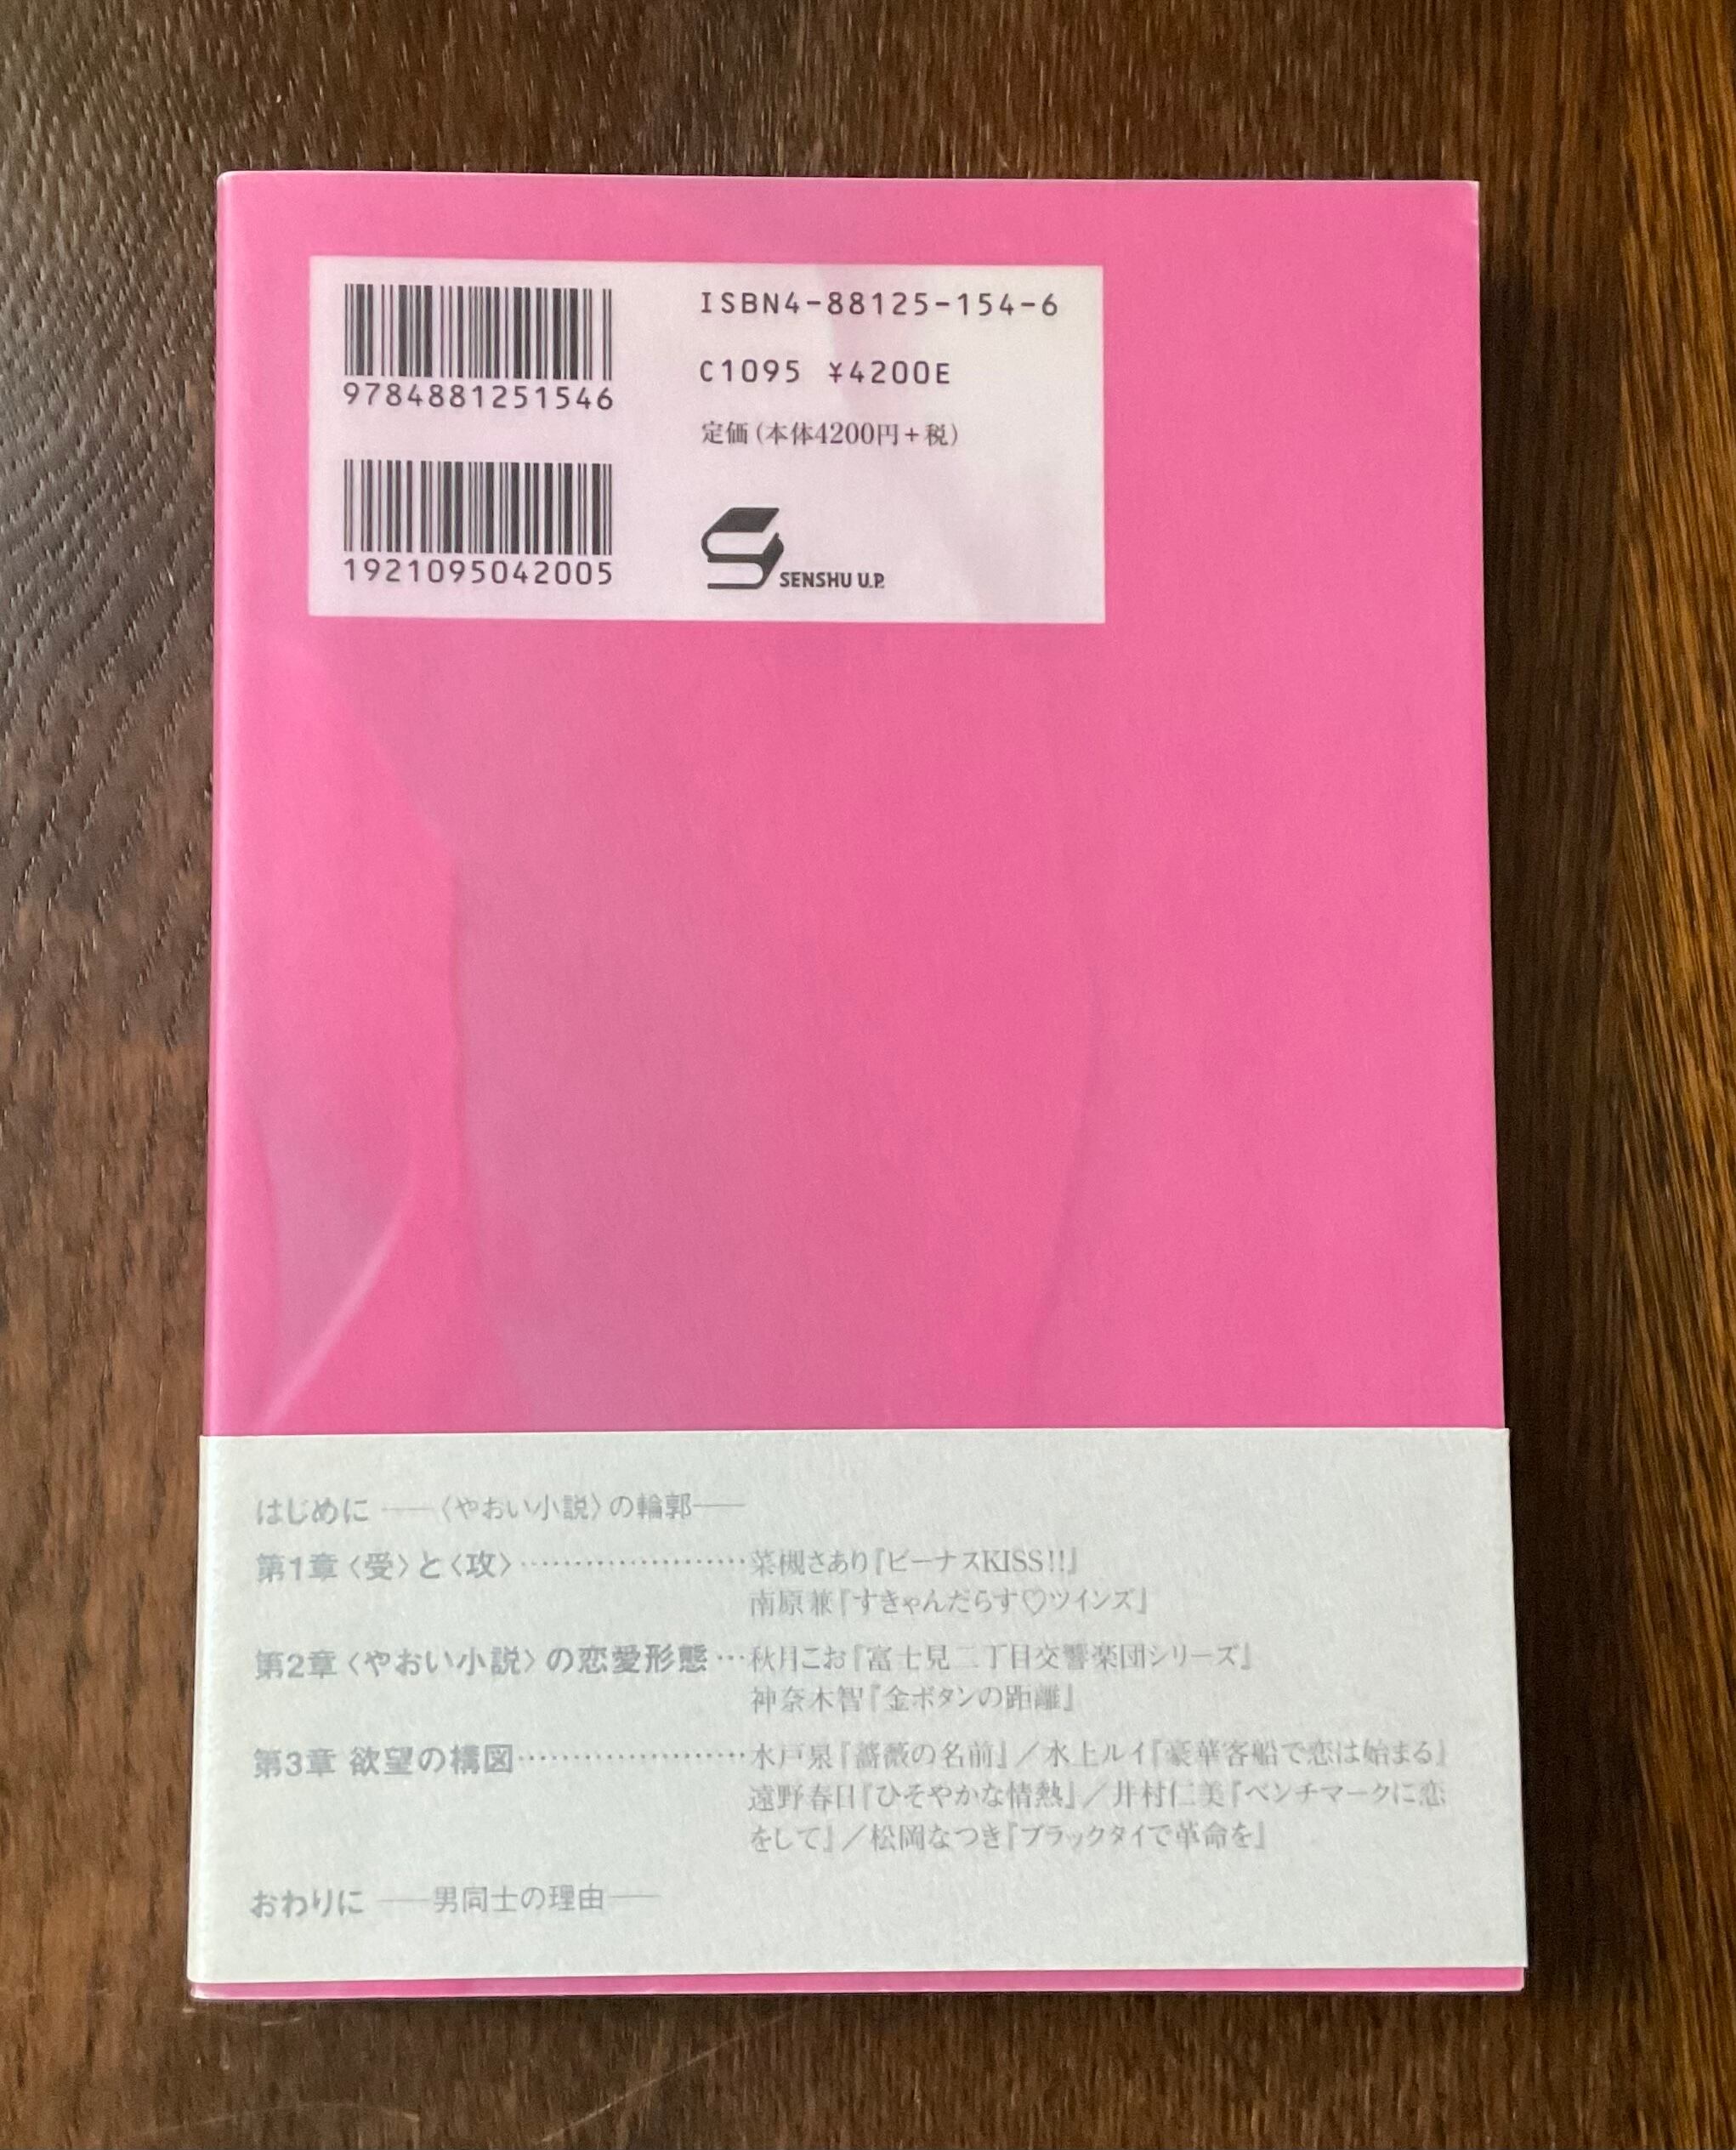 ISBN4-88125-154-6
9784881251546
C1095 ¥4200E
定価(本体4200円+税)
1921095042005
SENSHU U.P.
はじめに ──〈やおい小説〉の輪郭──
第1章〈受〉と〈攻〉……………………菜槻さあり『ビーナスKISS!!』
南原兼『すきゃんだらす♡ツインズ』
第2章〈やおい小説〉の恋愛形態…秋月こお『富士見二丁目交響楽団シリーズ』
神奈木智『金ボタンの距離』
第3章 欲望の構図……………………水戸泉『薔薇の名前』/水上ルイ『豪華客船で恋は始まる』
遠野春日『ひそやかな情熱』/井村仁美『ベンチマークに恋
をして』/松岡なつき『ブラックタイで革命を』
おわりに ──男同士の理由──